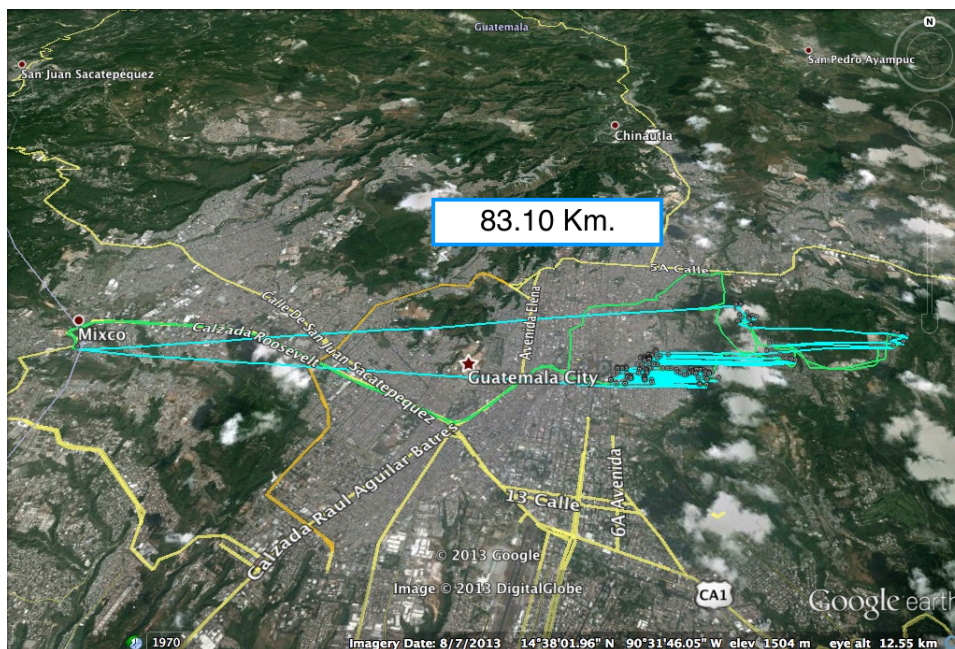 Guatemala
San Juan Sacatepéquez
San Pedro Ayampuc
N
Chinautla
83.10 Km.
5A Calle
Calle De San Juan Sacatepequez
Avenida Elena
Mixco
Calzada Roosevelt
Guatemala City
Calzada Raul Aguilar Batres
13 Calle
6A Avenida
© 2013 Google
Image © 2013 DigitalGlobe
CA1
Google earth
1970
Imagery Date: 8/7/2013 14°38'01.96" N 90°31'46.05" W elev 1504 m eye alt 12.55 km